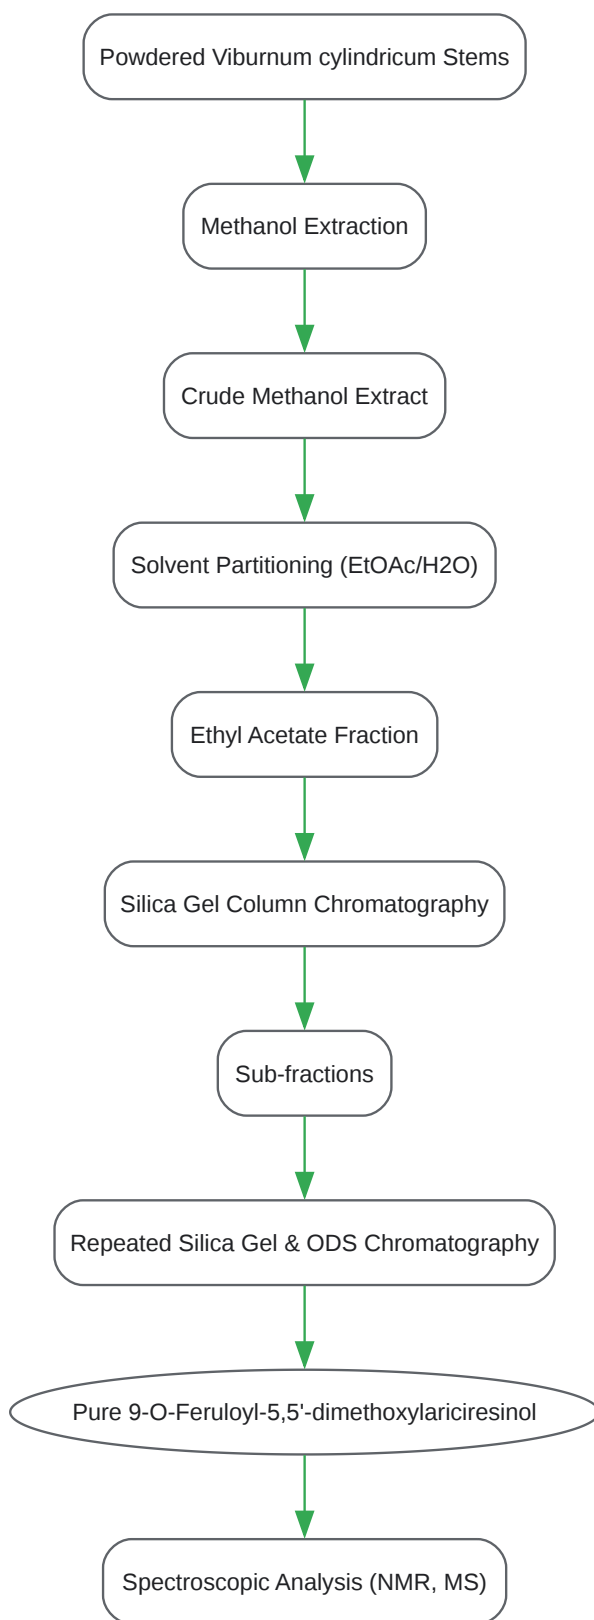 Powdered Viburnum cylindricum Stems
Methanol Extraction
Crude Methanol Extract
Solvent Partitioning (EtOAc/H2O)
Ethyl Acetate Fraction
Silica Gel Column Chromatography
Sub-fractions
Repeated Silica Gel & ODS Chromatography
Pure 9-O-Feruloyl-5,5'-dimethoxylariciresinol
Spectroscopic Analysis (NMR, MS)